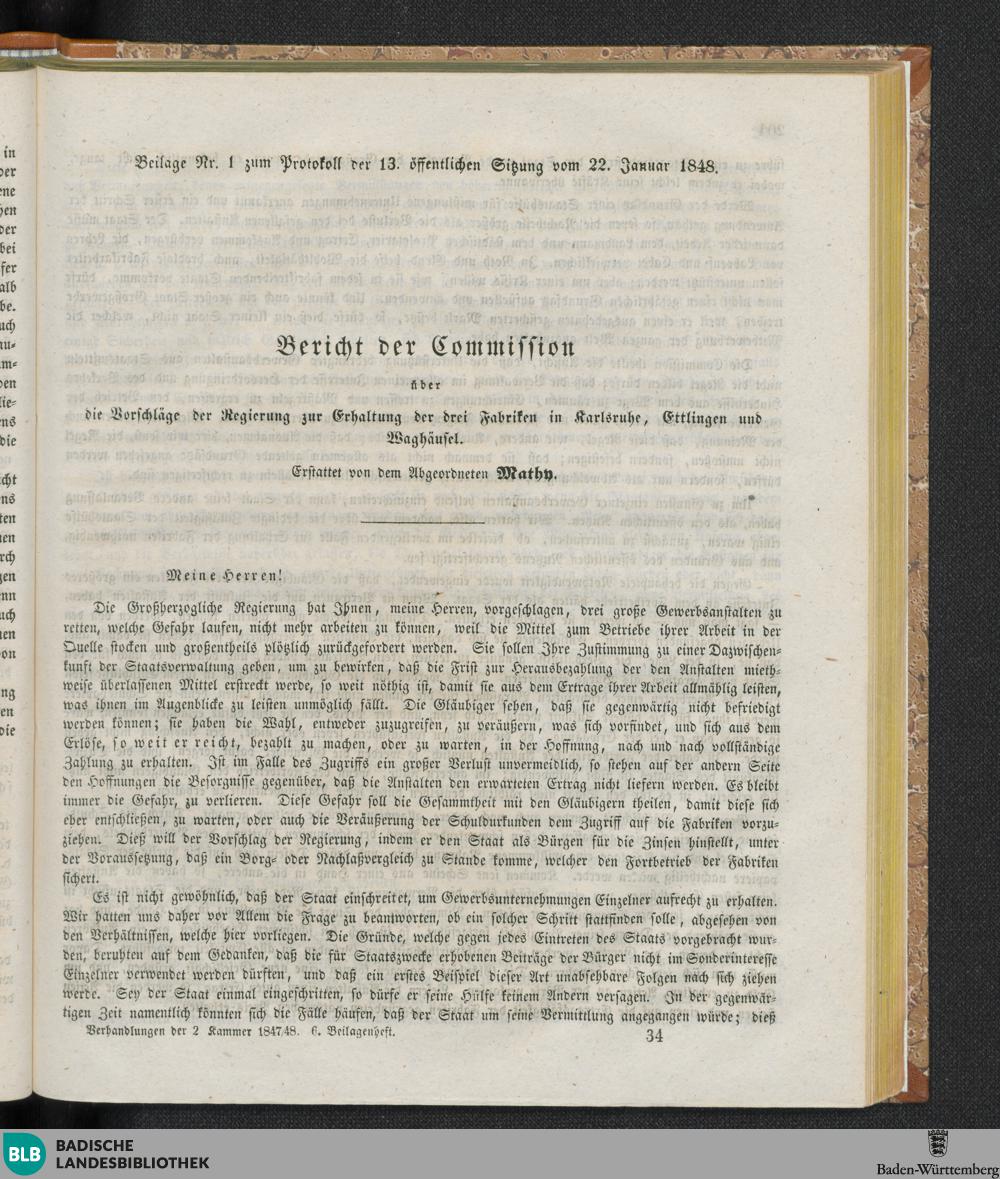 Beilage Nr. 1 zum Protokoll der 13. öffentlichen Sitzung vom 22. Januar 1848.
Bericht der Commission
über
die Vorschläge der Regierung zur Erhaltung der drei Fabriken in Karlsruhe, Ettlingen und
Waghäusel.
Erstattet von dem Abgeordneten Mathy.
Meine Herren!
Die Großherzogliche Regierung hat Ihnen, meine Herren, vorgeschlagen, drei große Gewerbsanstalten zu
retten, welche Gefahr laufen, nicht mehr arbeiten zu können, weil die Mittel zum Betriebe ihrer Arbeit in der
Quelle stocken und großentheils plötzlich zurückgefordert werden. Sie sollen Ihre Zustimmung zu einer Dazwischen-
kunft der Staatsverwaltung geben, um zu bewirken, daß die Frist zur Herausbezahlung der den Anstalten mieth-
weise überlassenen Mittel erstreckt werde, so weit nöthig ist, damit sie aus dem Ertrage ihrer Arbeit allmählig leisten,
was ihnen im Augenblicke zu leisten unmöglich fällt. Die Gläubiger sehen, daß sie gegenwärtig nicht befriedigt
werden können; sie haben die Wahl, entweder zuzugreifen, zu veräußern, was sich vorfindet, und sich aus dem
Erlöse, so weit er reicht, bezahlt zu machen, oder zu warten, in der Hoffnung, nach und nach vollständige
Zahlung zu erhalten. Ist im Falle des Zugriffs ein großer Verlust unvermeidlich, so stehen auf der andern Seite
den Hoffnungen die Besorgnisse gegenüber, daß die Anstalten den erwarteten Ertrag nicht liefern werden. Es bleibt
immer die Gefahr, zu verlieren. Diese Gefahr soll die Gesammtheit mit den Gläubigern theilen, damit diese sich
eher entschließen, zu warten, oder auch die Veräußerung der Schuldurkunden dem Zugriff auf die Fabriken vorzu-
ziehen. Dieß will der Vorschlag der Regierung, indem er den Staat als Bürgen für die Zinsen hinstellt, unter
der Voraussetzung, daß ein Borg- oder Nachlaßvergleich zu Stande komme, welcher den Fortbetrieb der Fabriken
sichert.
Es ist nicht gewöhnlich, daß der Staat einschreitet, um Gewerbsunternehmungen Einzelner aufrecht zu erhalten.
Wir hatten uns daher vor Allem die Frage zu beantworten, ob ein solcher Schritt stattfinden solle, abgesehen von
den Verhältnissen, welche hier vorliegen. Die Gründe, welche gegen jedes Eintreten des Staats vorgebracht wur-
den, beruhten auf dem Gedanken, daß die für Staatszwecke erhobenen Beiträge der Bürger nicht im Sonderinteresse
Einzelner verwendet werden dürften, und daß ein erstes Beispiel dieser Art unabsehbare Folgen nach sich ziehen
werde. Sey der Staat einmal eingeschritten, so dürfe er seine Hülfe keinem Andern versagen. In der gegenwär-
tigen Zeit namentlich könnten sich die Fälle häufen, daß der Staat um seine Vermittlung angegangen würde; dieß
Verhandlungen der 2 Kammer 1847/48. 6. Beilagenheft.
34
BLB
BADISCHE
LANDESBIBLIOTHEK
Baden-Württemberg